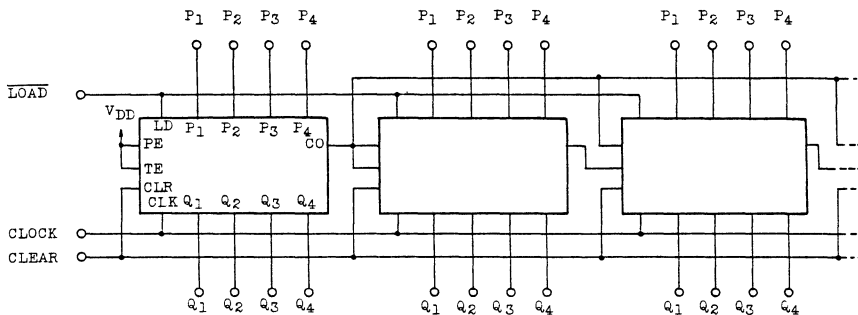 P1 P2 P3 P4 P1 P2 P3 P4 P1 P2 P3 P4
LOAD
VDD
LD P1 P2 P3 P4
PE CO
TE
CLR
CLK Q1 Q2 Q3 Q4
CLOCK
CLEAR
Q1 Q2 Q3 Q4 Q1 Q2 Q3 Q4 Q1 Q2 Q3 Q4